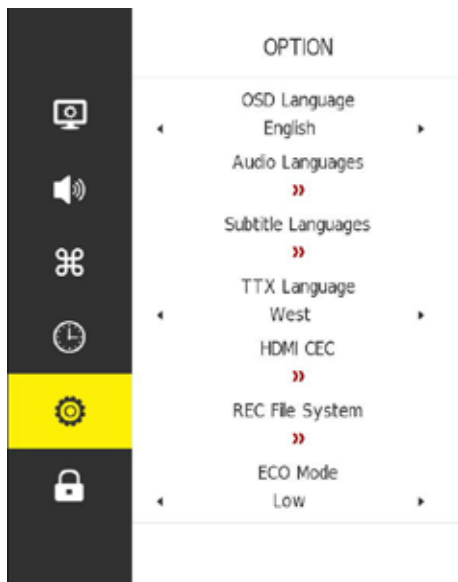 OPTION
OSD Language
English
Audio Languages
»
Subtitle Languages
»
TTX Language
West
HDMI CEC
»
REC File System
»
ECO Mode
Low